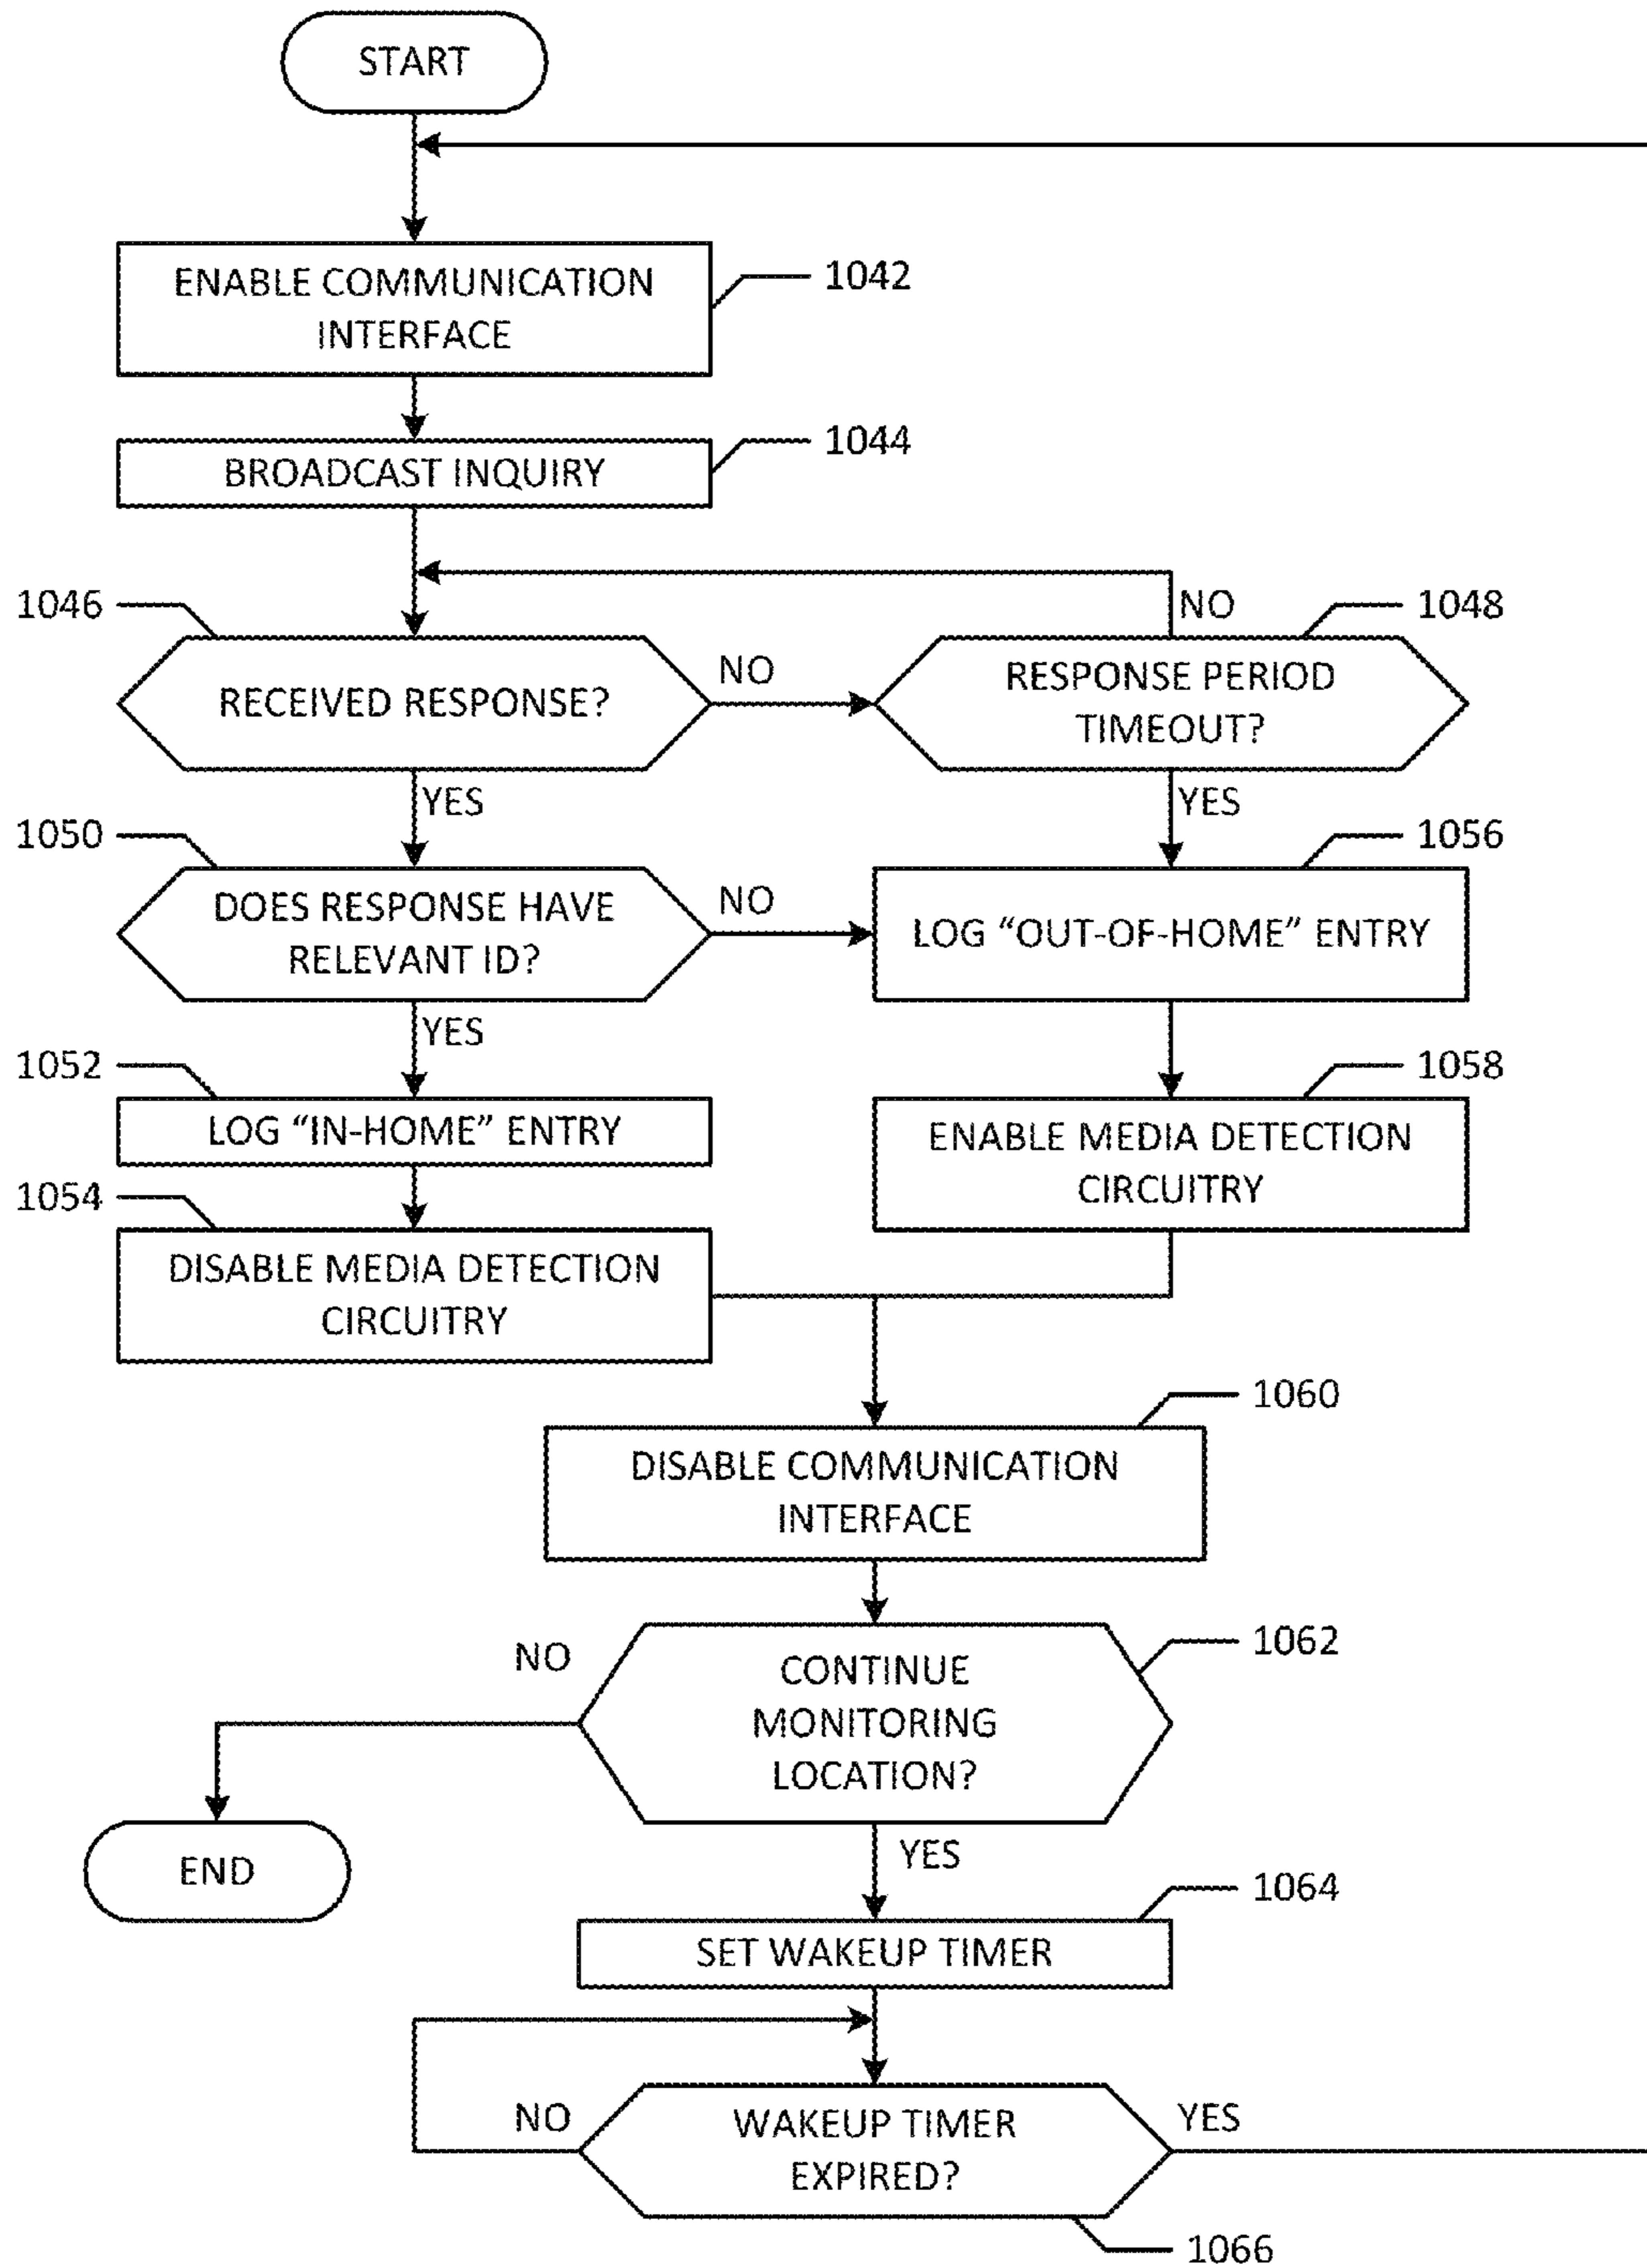 START
ENABLE COMMUNICATION
INTERFACE
1042
BROADCAST INQUIRY
1044
1046
RECEIVED RESPONSE?
NO
NO
1048
RESPONSE PERIOD
TIMEOUT?
YES
YES
1050
DOES RESPONSE HAVE
RELEVANT ID?
NO
1056
LOG “OUT-OF-HOME” ENTRY
YES
1052
LOG “IN-HOME” ENTRY
1058
ENABLE MEDIA DETECTION
CIRCUITRY
1054
DISABLE MEDIA DETECTION
CIRCUITRY
1060
DISABLE COMMUNICATION
INTERFACE
1062
CONTINUE
MONITORING
LOCATION?
NO
END
YES
1064
SET WAKEUP TIMER
NO
WAKEUP TIMER
EXPIRED?
YES
1066